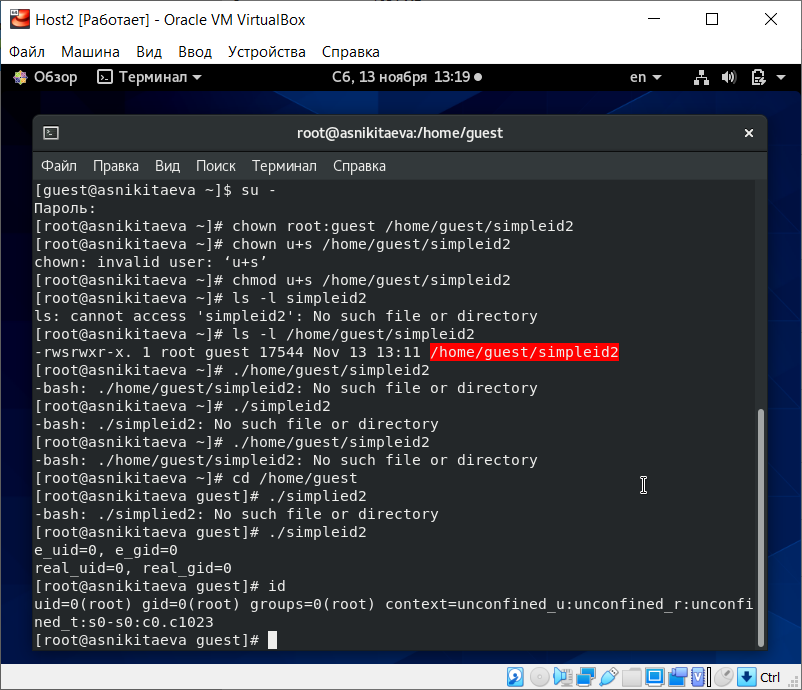 Host2 [Работает] - Oracle VM VirtualBox
Файл Машина Вид Ввод Устройства Справка
Обзор Терминал Сб, 13 ноября 13:19 en
root@asnikitaeva:/home/guest
Файл Правка Вид Поиск Терминал Справка
[guest@asnikitaeva ~]$ su -
Пароль:
[root@asnikitaeva ~]# chown root:guest /home/guest/simpleid2
[root@asnikitaeva ~]# chown u+s /home/guest/simpleid2
chown: invalid user: ‘u+s’
[root@asnikitaeva ~]# chmod u+s /home/guest/simpleid2
[root@asnikitaeva ~]# ls -l simpleid2
ls: cannot access 'simpleid2': No such file or directory
[root@asnikitaeva ~]# ls -l /home/guest/simpleid2
-rwsrwxr-x. 1 root guest 17544 Nov 13 13:11 /home/guest/simpleid2
[root@asnikitaeva ~]# ./home/guest/simpleid2
-bash: ./home/guest/simpleid2: No such file or directory
[root@asnikitaeva ~]# ./simpleid2
-bash: ./simpleid2: No such file or directory
[root@asnikitaeva ~]# ./home/guest/simpleid2
-bash: ./home/guest/simpleid2: No such file or directory
[root@asnikitaeva ~]# cd /home/guest
[root@asnikitaeva guest]# ./simplied2
-bash: ./simplied2: No such file or directory
[root@asnikitaeva guest]# ./simpleid2
e_uid=0, e_gid=0
real_uid=0, real_gid=0
[root@asnikitaeva guest]# id
uid=0(root) gid=0(root) groups=0(root) context=unconfined_u:unconfined_r:unconfi
ned_t:s0-s0:c0.c1023
[root@asnikitaeva guest]#
Ctrl